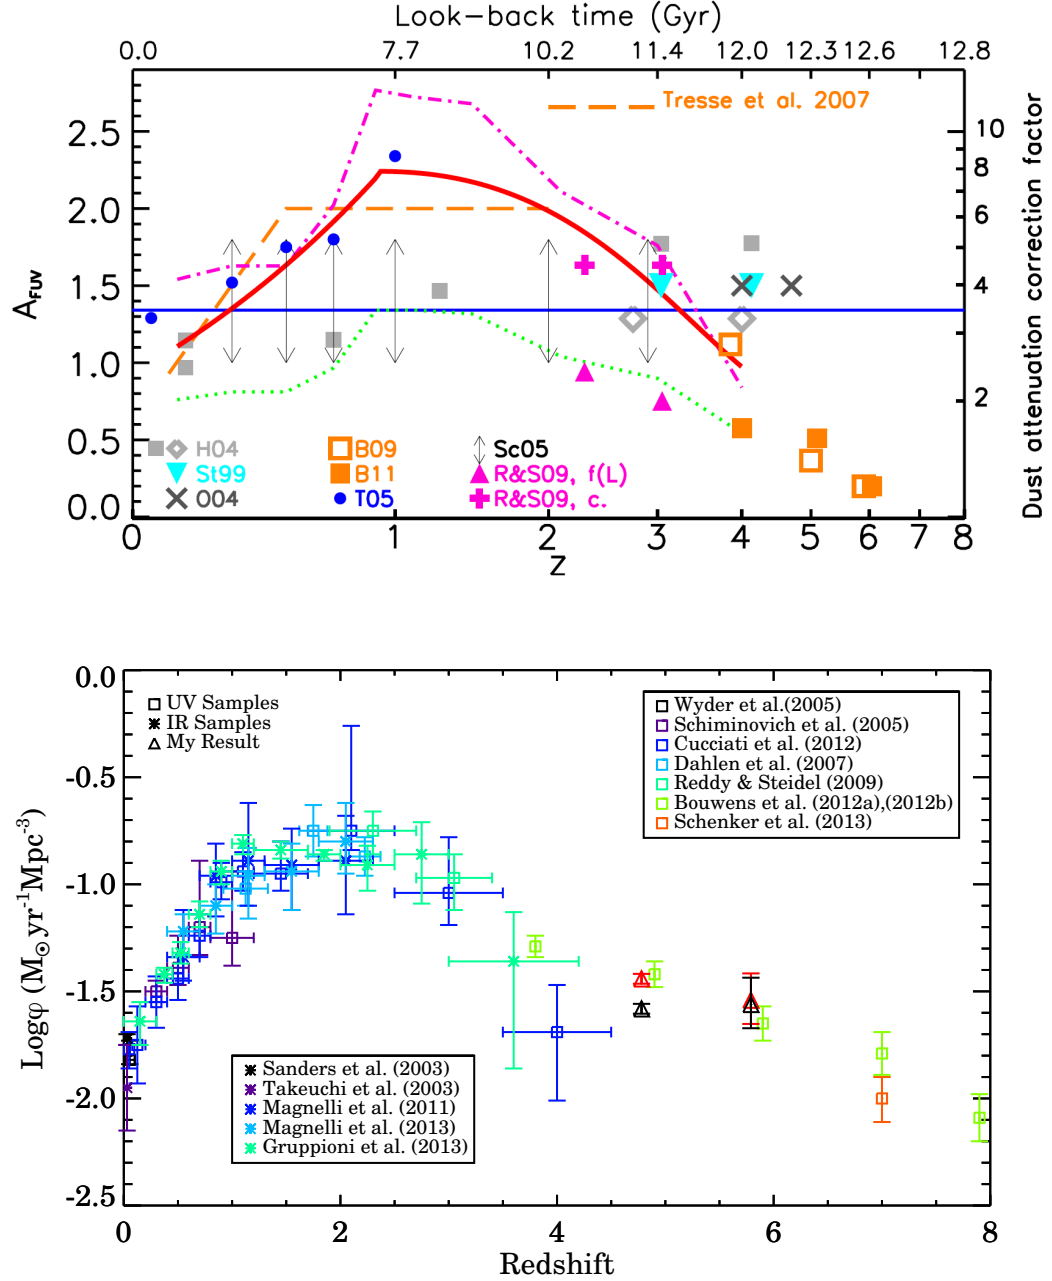 Look-back time (Gyr)
0.0 7.7 10.2 11.4 12.0 12.3 12.6 12.8
Tresse et al. 2007
2.5
2.0
1.5
1.0
0.5
0.0
AFUV
10
8
6
4
2
Dust attenuation correction factor
H04 B09 Sc05
St99 B11 R&S09, f(L)
O04 T05 R&S09, c.
0 1 2 3 4 5 6 7 8
z
0.0
-0.5
-1.0
-1.5
-2.0
-2.5
Logφ (M⊙yr-1Mpc-3)
UV Samples
IR Samples
My Result
Wyder et al.(2005)
Schiminovich et al. (2005)
Cucciati et al. (2012)
Dahlen et al. (2007)
Reddy & Steidel (2009)
Bouwens et al. (2012a),(2012b)
Schenker et al. (2013)
Sanders et al. (2003)
Takeuchi et al. (2003)
Magnelli et al. (2011)
Magnelli et al. (2013)
Gruppioni et al. (2013)
0 2 4 6 8
Redshift